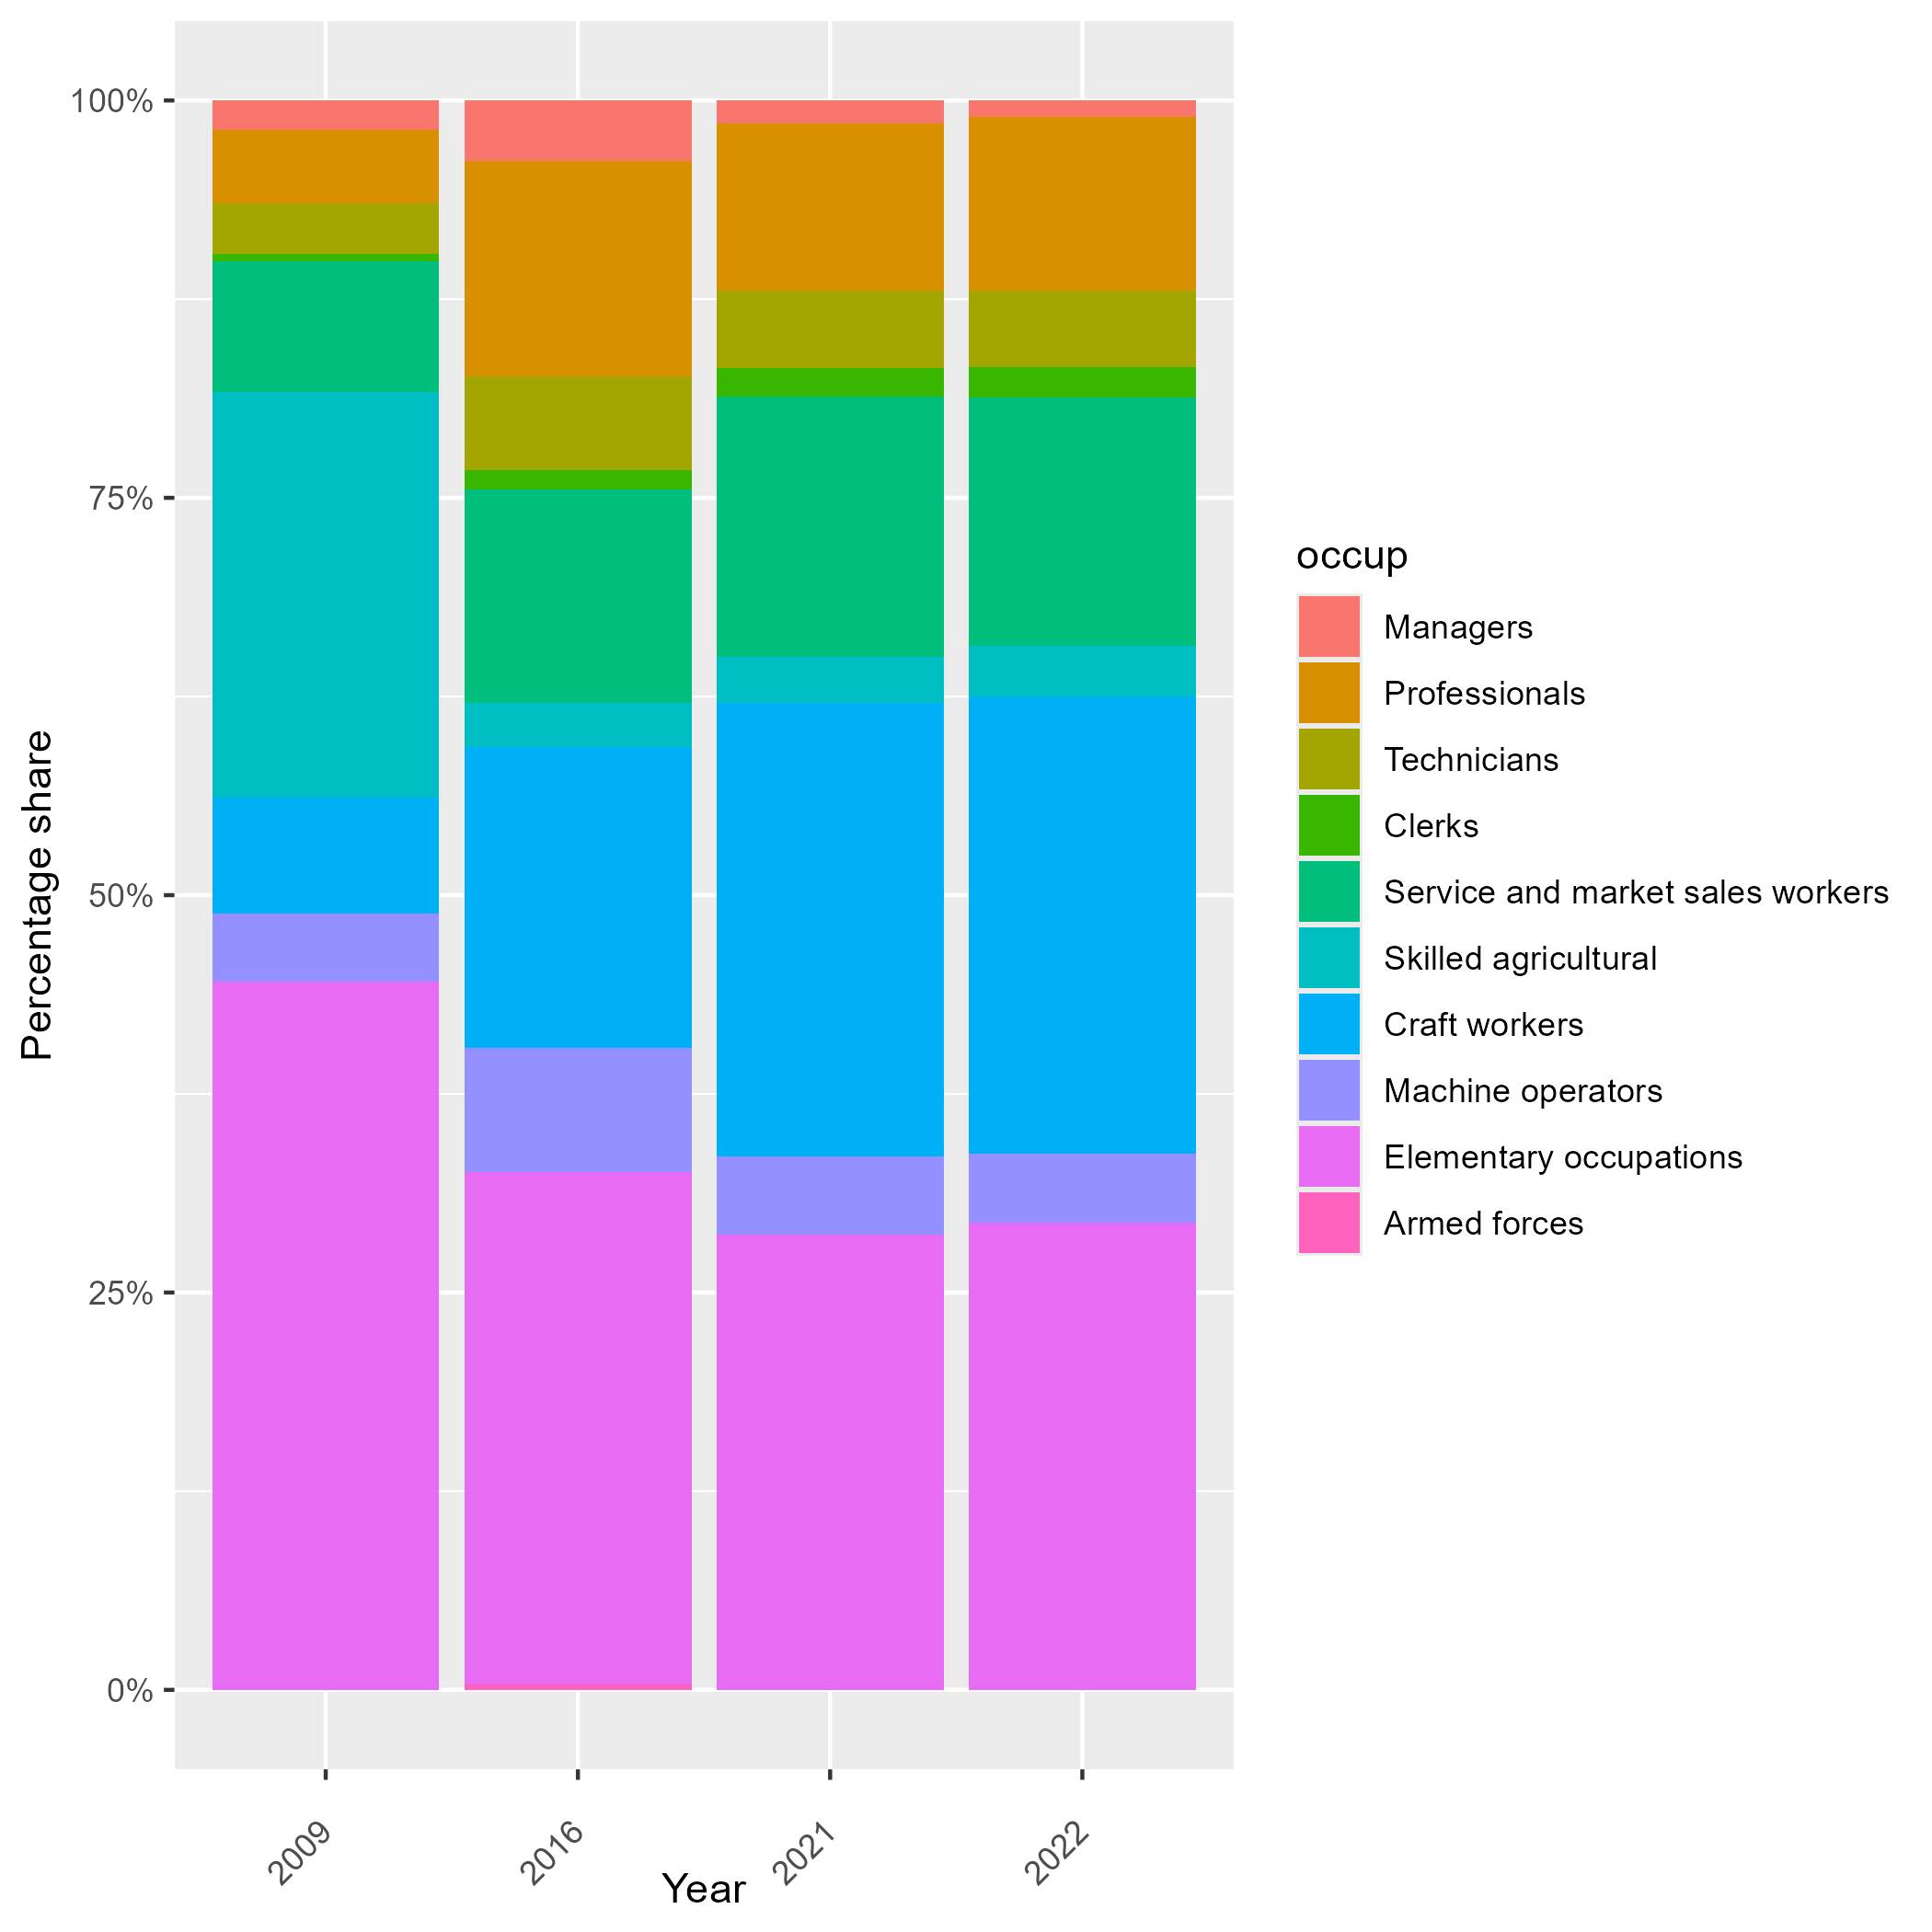 100%
75%
50%
25%
0%
Percentage share
2009
2016
2021
2022
Year
occup
Managers
Professionals
Technicians
Clerks
Service and market sales workers
Skilled agricultural
Craft workers
Machine operators
Elementary occupations
Armed forces